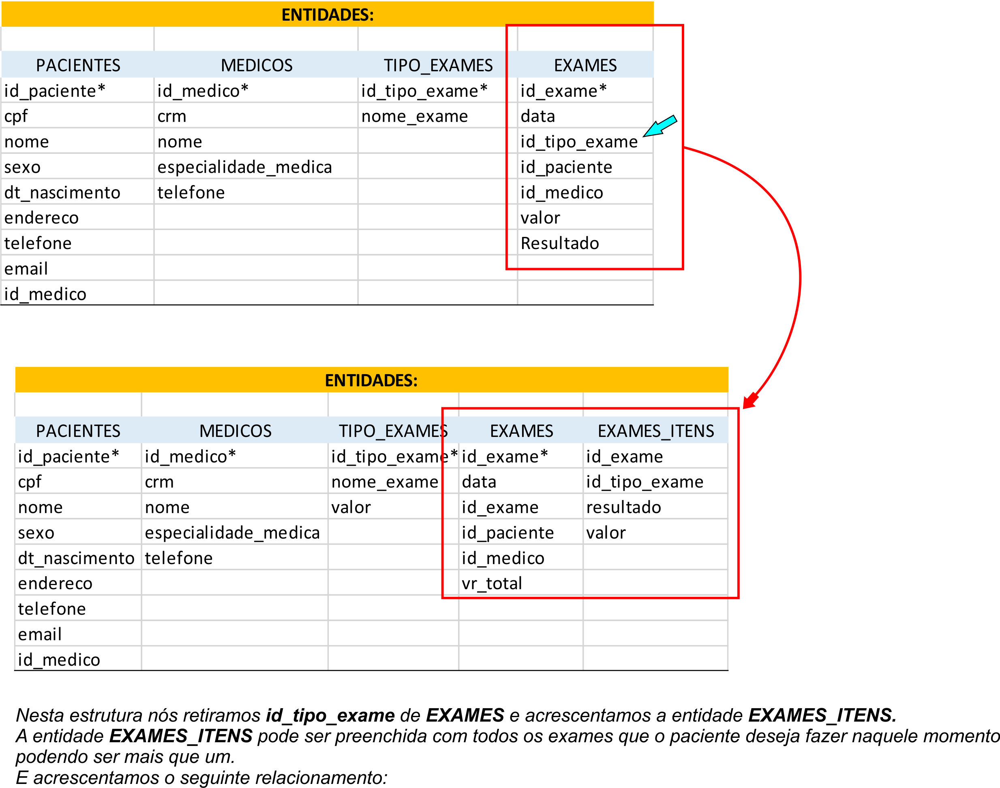 ENTIDADES:
PACIENTES MEDICOS TIPO_EXAMES EXAMES
id_paciente* id_medico* id_tipo_exame* id_exame*
cpf crm nome_exame data
nome nome id_tipo_exame
sexo especialidade_medica id_paciente
dt_nascimento telefone id_medico
endereco valor
telefone Resultado
email
id_medico
ENTIDADES:
PACIENTES MEDICOS TIPO_EXAMES EXAMES EXAMES_ITENS
id_paciente* id_medico* id_tipo_exame* id_exame* id_exame
cpf crm nome_exame data id_tipo_exame
nome nome valor id_exame resultado
sexo especialidade_medica id_paciente valor
dt_nascimento telefone id_medico
endereco vr_total
telefone
email
id_medico
Nesta estrutura nós retiramos id_tipo_exame de EXAMES e acrescentamos a entidade EXAMES_ITENS.
A entidade EXAMES_ITENS pode ser preenchida com todos os exames que o paciente deseja fazer naquele momento
podendo ser mais que um.
E acrescentamos o seguinte relacionamento: